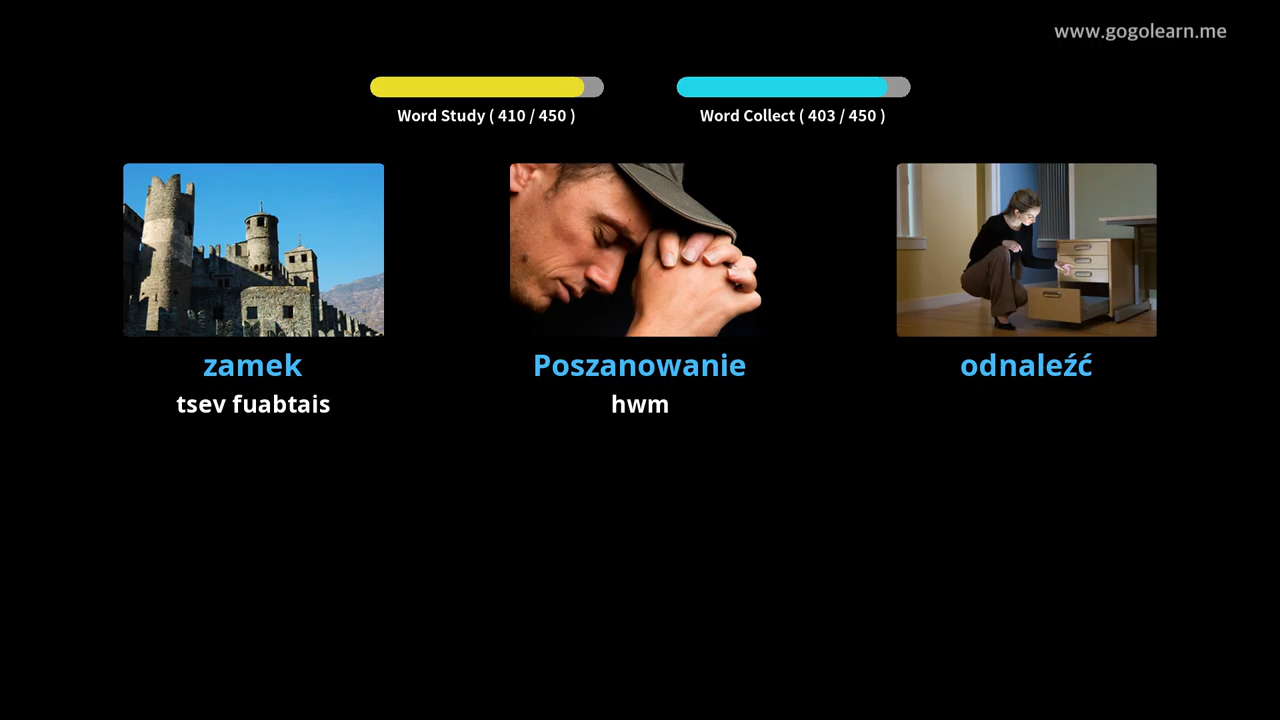 www.gogolearn.me
Word Study ( 410 / 450 )
Word Collect ( 403 / 450 )
zamek
Poszanowanie
odnaleźć
tsev fuabtais
hwm